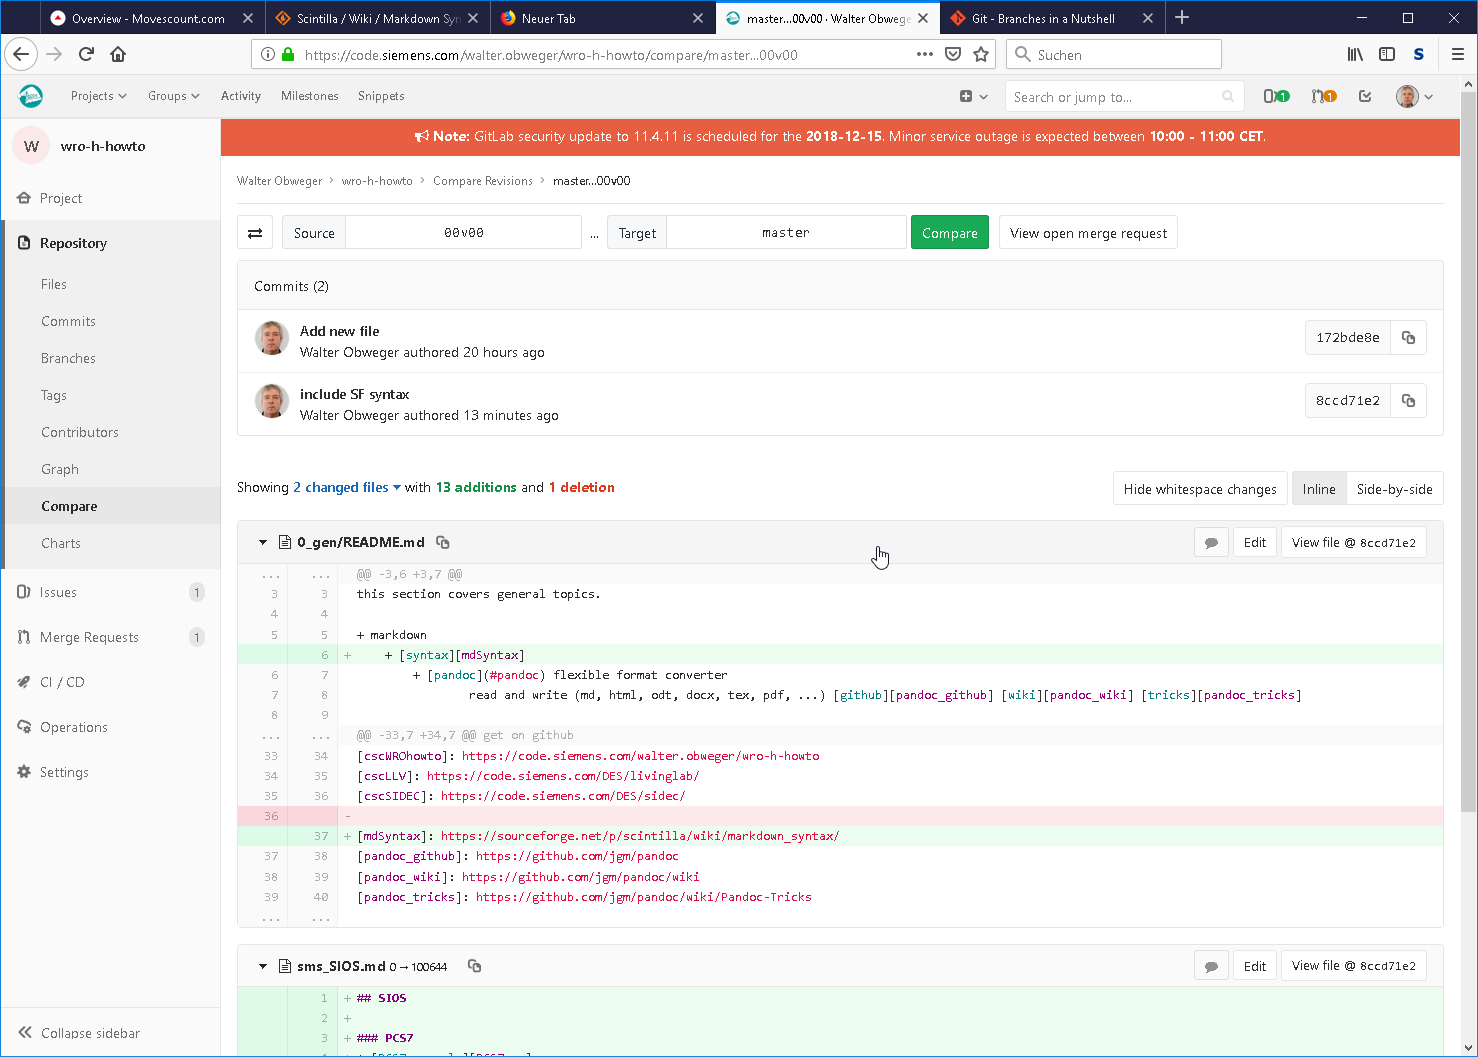 Overview - Movescount.com
Scintilla / Wiki / Markdown Syn
Neuer Tab
master...00v00 · Walter Obwege
Git - Branches in a Nutshell
https://code.siemens.com/walter.obweger/wro-h-howto/compare/master...00v00
Suchen
S
Projects Groups Activity Milestones Snippets
Search or jump to...
1
1
W wro-h-howto
Note: GitLab security update to 11.4.11 is scheduled for the 2018-12-15. Minor service outage is expected between 10:00 - 11:00 CET.
Project
Repository
Files
Commits
Branches
Tags
Contributors
Graph
Compare
Charts
Issues 1
Merge Requests 1
CI / CD
Operations
Settings
Collapse sidebar
Walter Obweger > wro-h-howto > Compare Revisions > master...00v00
Source 00v00 ... Target master Compare View open merge request
Commits (2)
Add new file
Walter Obweger authored 20 hours ago
172bde8e
include SF syntax
Walter Obweger authored 13 minutes ago
8ccd71e2
Showing 2 changed files with 13 additions and 1 deletion
Hide whitespace changes Inline Side-by-side
0_gen/README.md
Edit View file @ 8ccd71e2
... ... @@ -3,6 +3,7 @@
3 3 this section covers general topics.
4 4
5 5 + markdown
6 + + [syntax][mdSyntax]
6 7 + [pandoc](#pandoc) flexible format converter
7 8 read and write (md, html, odt, docx, tex, pdf, ...) [github][pandoc_github] [wiki][pandoc_wiki] [tricks][pandoc_tricks]
8 9
... ... @@ -33,7 +34,7 @@ get on github
33 34 [cscWROhowto]: https://code.siemens.com/walter.obweger/wro-h-howto
34 35 [cscLLV]: https://code.siemens.com/DES/livinglab/
35 36 [cscSIDEC]: https://code.siemens.com/DES/sidec/
36 -
37 + [mdSyntax]: https://sourceforge.net/p/scintilla/wiki/markdown_syntax/
37 38 [pandoc_github]: https://github.com/jgm/pandoc
38 39 [pandoc_wiki]: https://github.com/jgm/pandoc/wiki
39 40 [pandoc_tricks]: https://github.com/jgm/pandoc/wiki/Pandoc-Tricks
... ...
sms_SIOS.md 0 → 100644
Edit View file @ 8ccd71e2
1 + ## SIOS
2 +
3 + ### PCS7